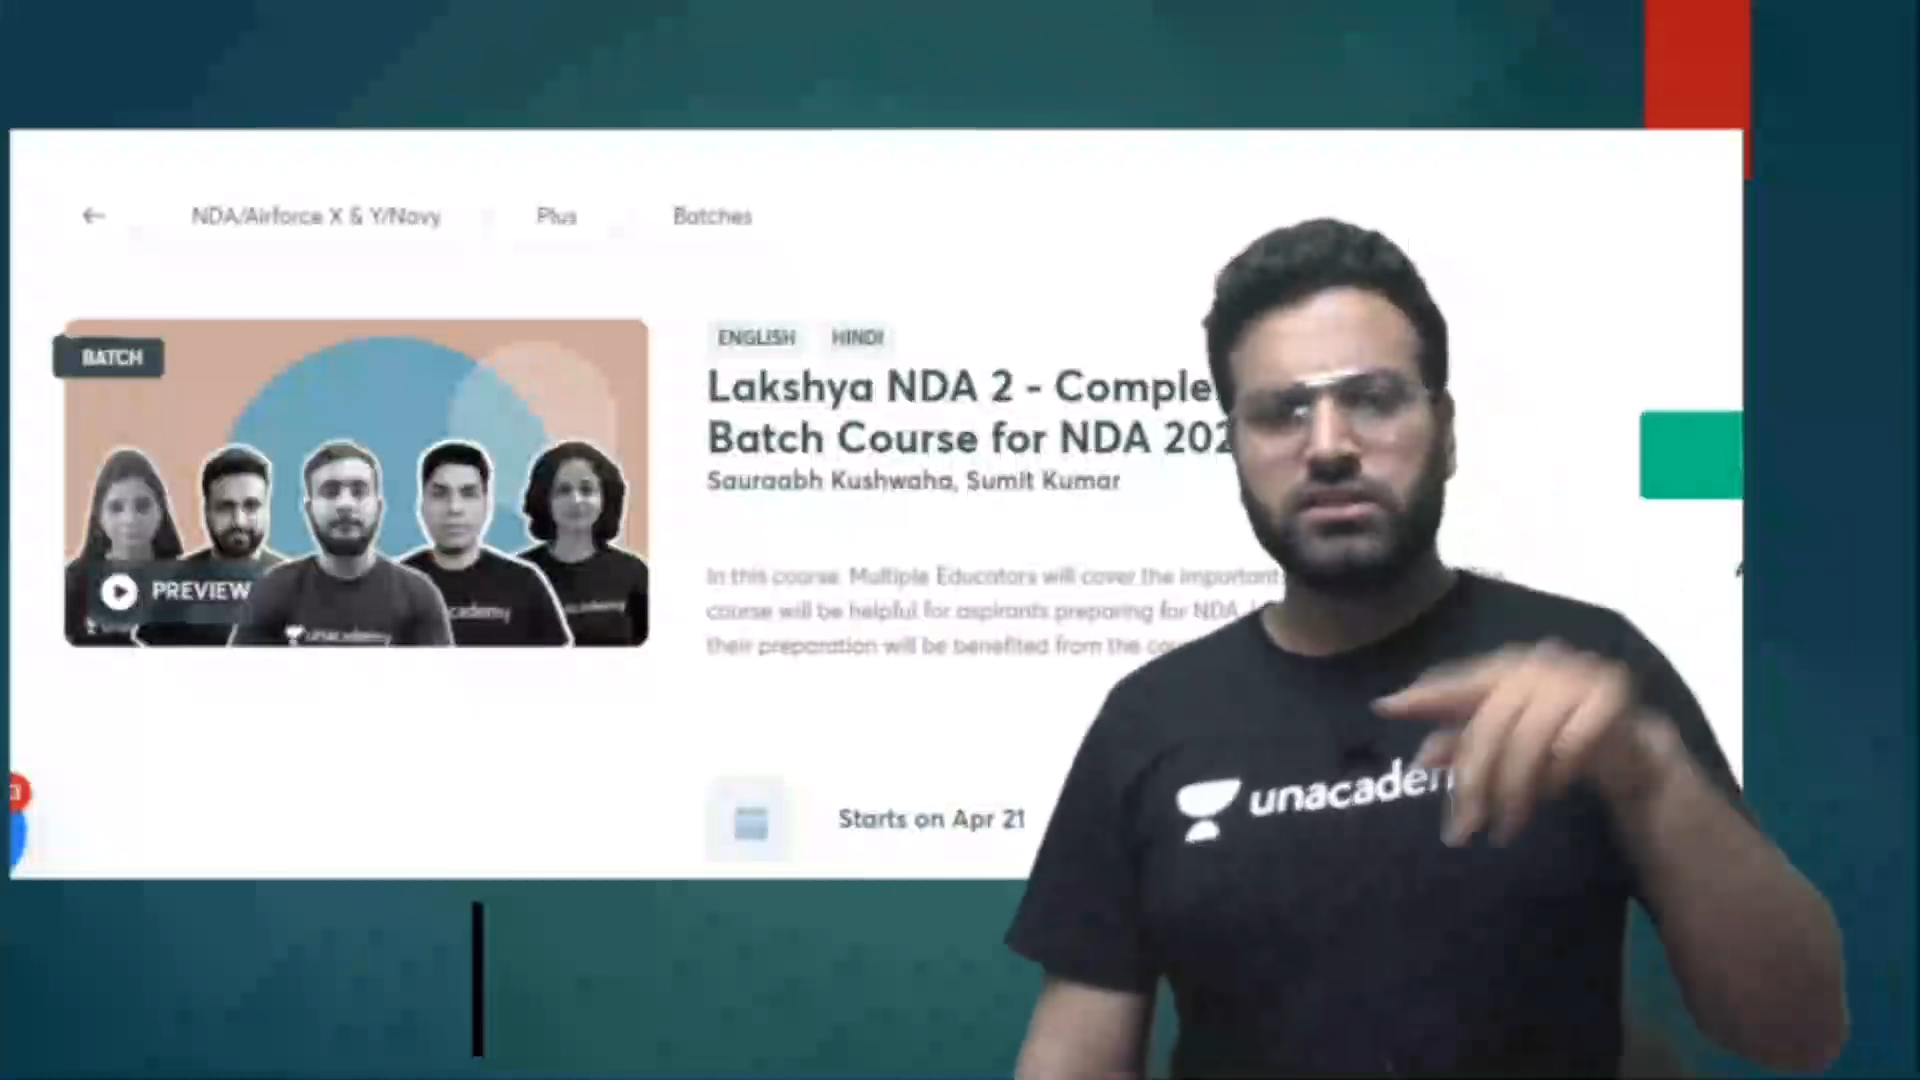 NDA/Airforce X & Y/Navy Plus Batches
BATCH
PREVIEW
unacademy
ENGLISH HINDI
Lakshya NDA 2 - Comple
Batch Course for NDA 202
Sauraabh Kushwaha, Sumit Kumar
In this course, Multiple Educators will cover the important
course will be helpful for aspirants preparing for NDA
their preparation will be benefited from the
Starts on Apr 21
unacadem